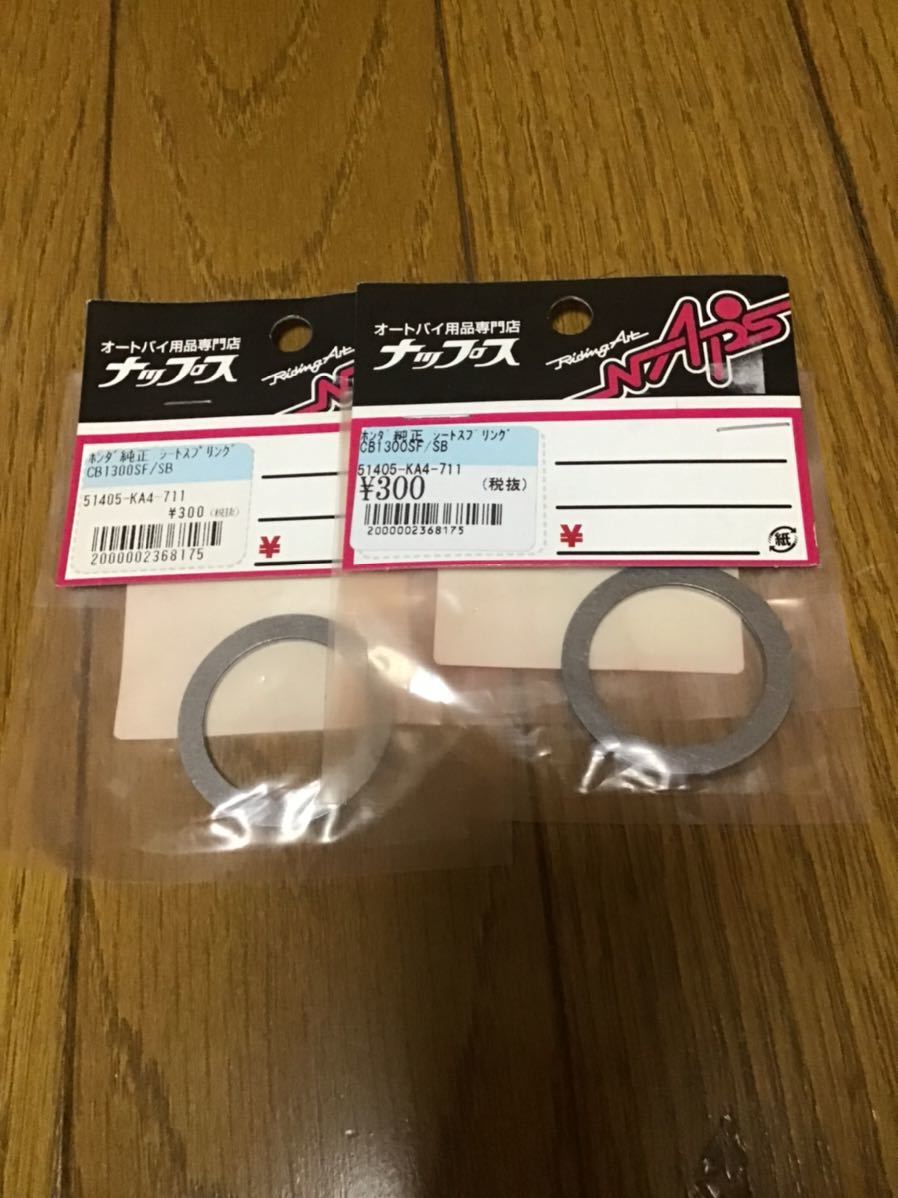 オートバイ用品専門店
ナップス
Riding Art
ホンダ純正 シートスプリング
CB1300SF/SB
51405-KA4-711
¥300(税抜)
2000002368175
¥
オートバイ用品専門店
ナップス
Riding Art
NAPS
ホンダ純正 シートスプリング
CB1300SF/SB
51405-KA4-711
¥300 (税抜)
2000002368175
¥
紙